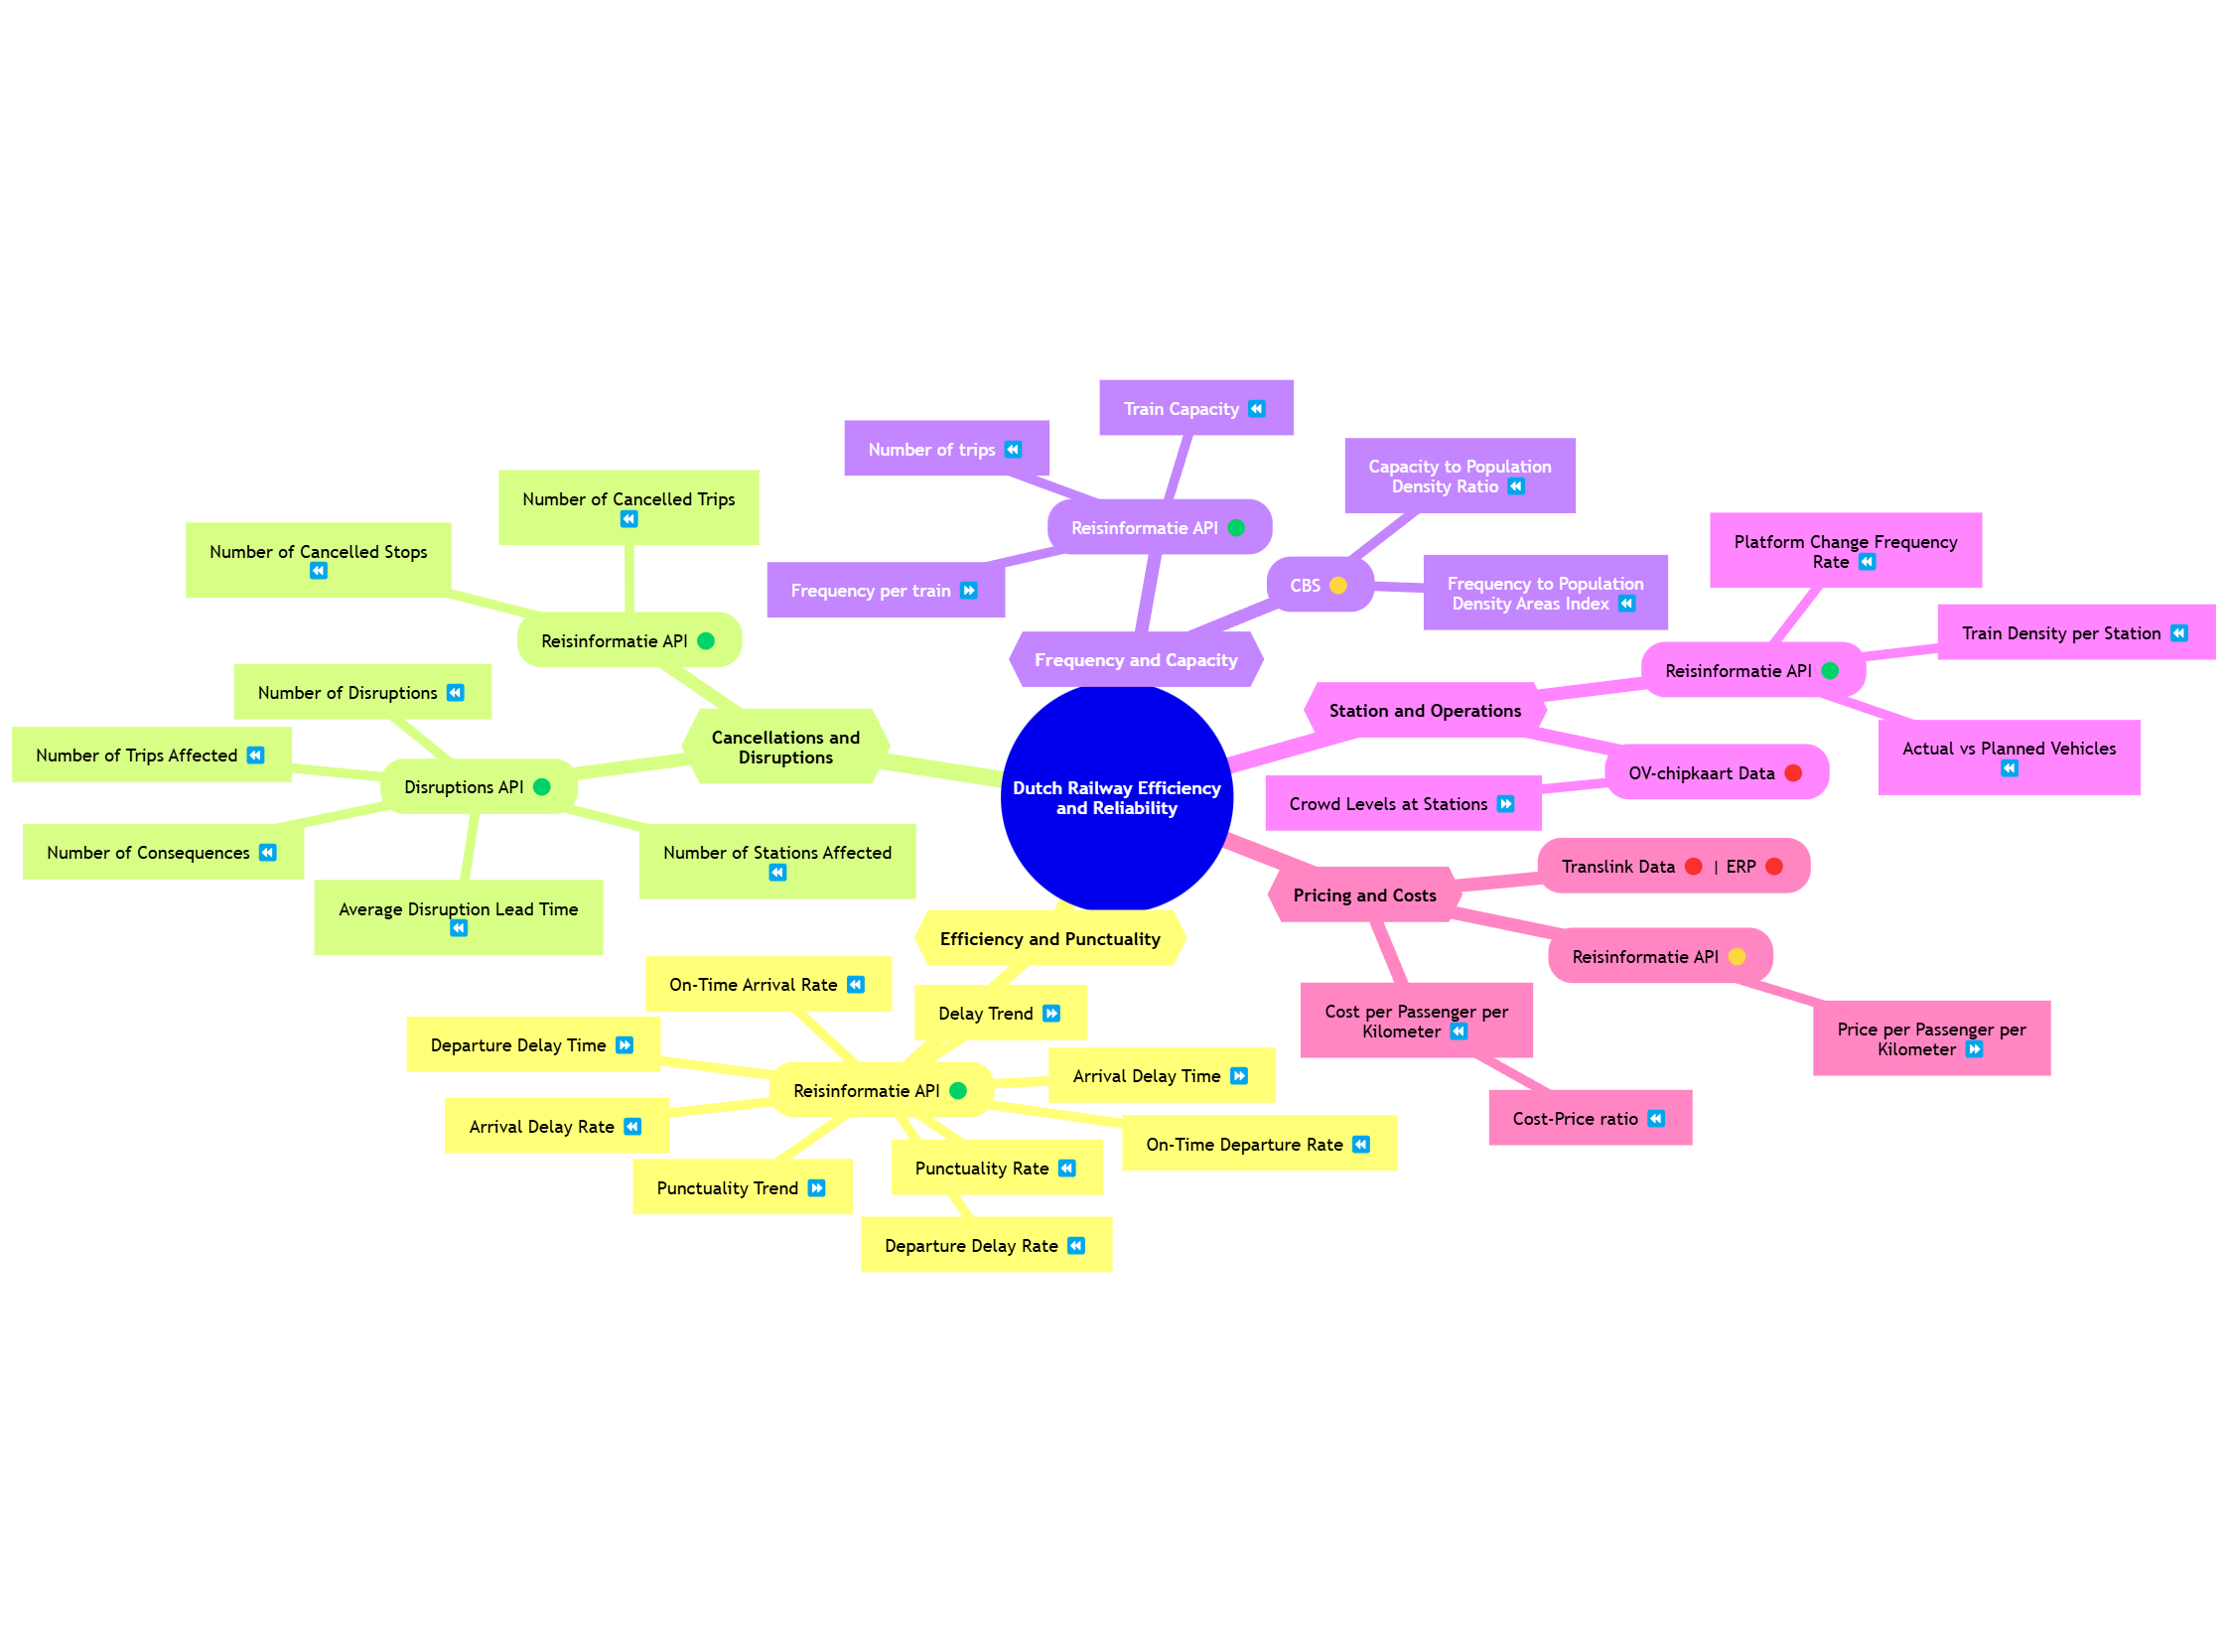 Train Capacity ⏪
Number of trips ⏪
Capacity to Population
Density Ratio ⏪
Reisinformatie API 🟢
Frequency per train ⏩
CBS 🟡
Frequency to Population
Density Areas Index ⏪
Frequency and Capacity
Number of Cancelled Trips
⏪
Number of Cancelled Stops
⏪
Reisinformatie API 🟢
Number of Disruptions ⏪
Number of Trips Affected ⏪
Cancellations and
Disruptions
Disruptions API 🟢
Number of Consequences ⏪
Number of Stations Affected
⏪
Average Disruption Lead Time
⏪
Dutch Railway Efficiency
and Reliability
Platform Change Frequency
Rate ⏪
Train Density per Station ⏪
Reisinformatie API 🟢
Station and Operations
Actual vs Planned Vehicles
⏪
OV-chipkaart Data 🔴
Crowd Levels at Stations ⏩
Translink Data 🔴 | ERP 🔴
Pricing and Costs
Reisinformatie API 🟡
Cost per Passenger per
Kilometer ⏪
Price per Passenger per
Kilometer ⏩
Cost-Price ratio ⏪
Efficiency and Punctuality
On-Time Arrival Rate ⏪
Delay Trend ⏩
Departure Delay Time ⏩
Arrival Delay Time ⏩
Reisinformatie API 🟢
Arrival Delay Rate ⏪
On-Time Departure Rate ⏪
Punctuality Rate ⏪
Punctuality Trend ⏩
Departure Delay Rate ⏪